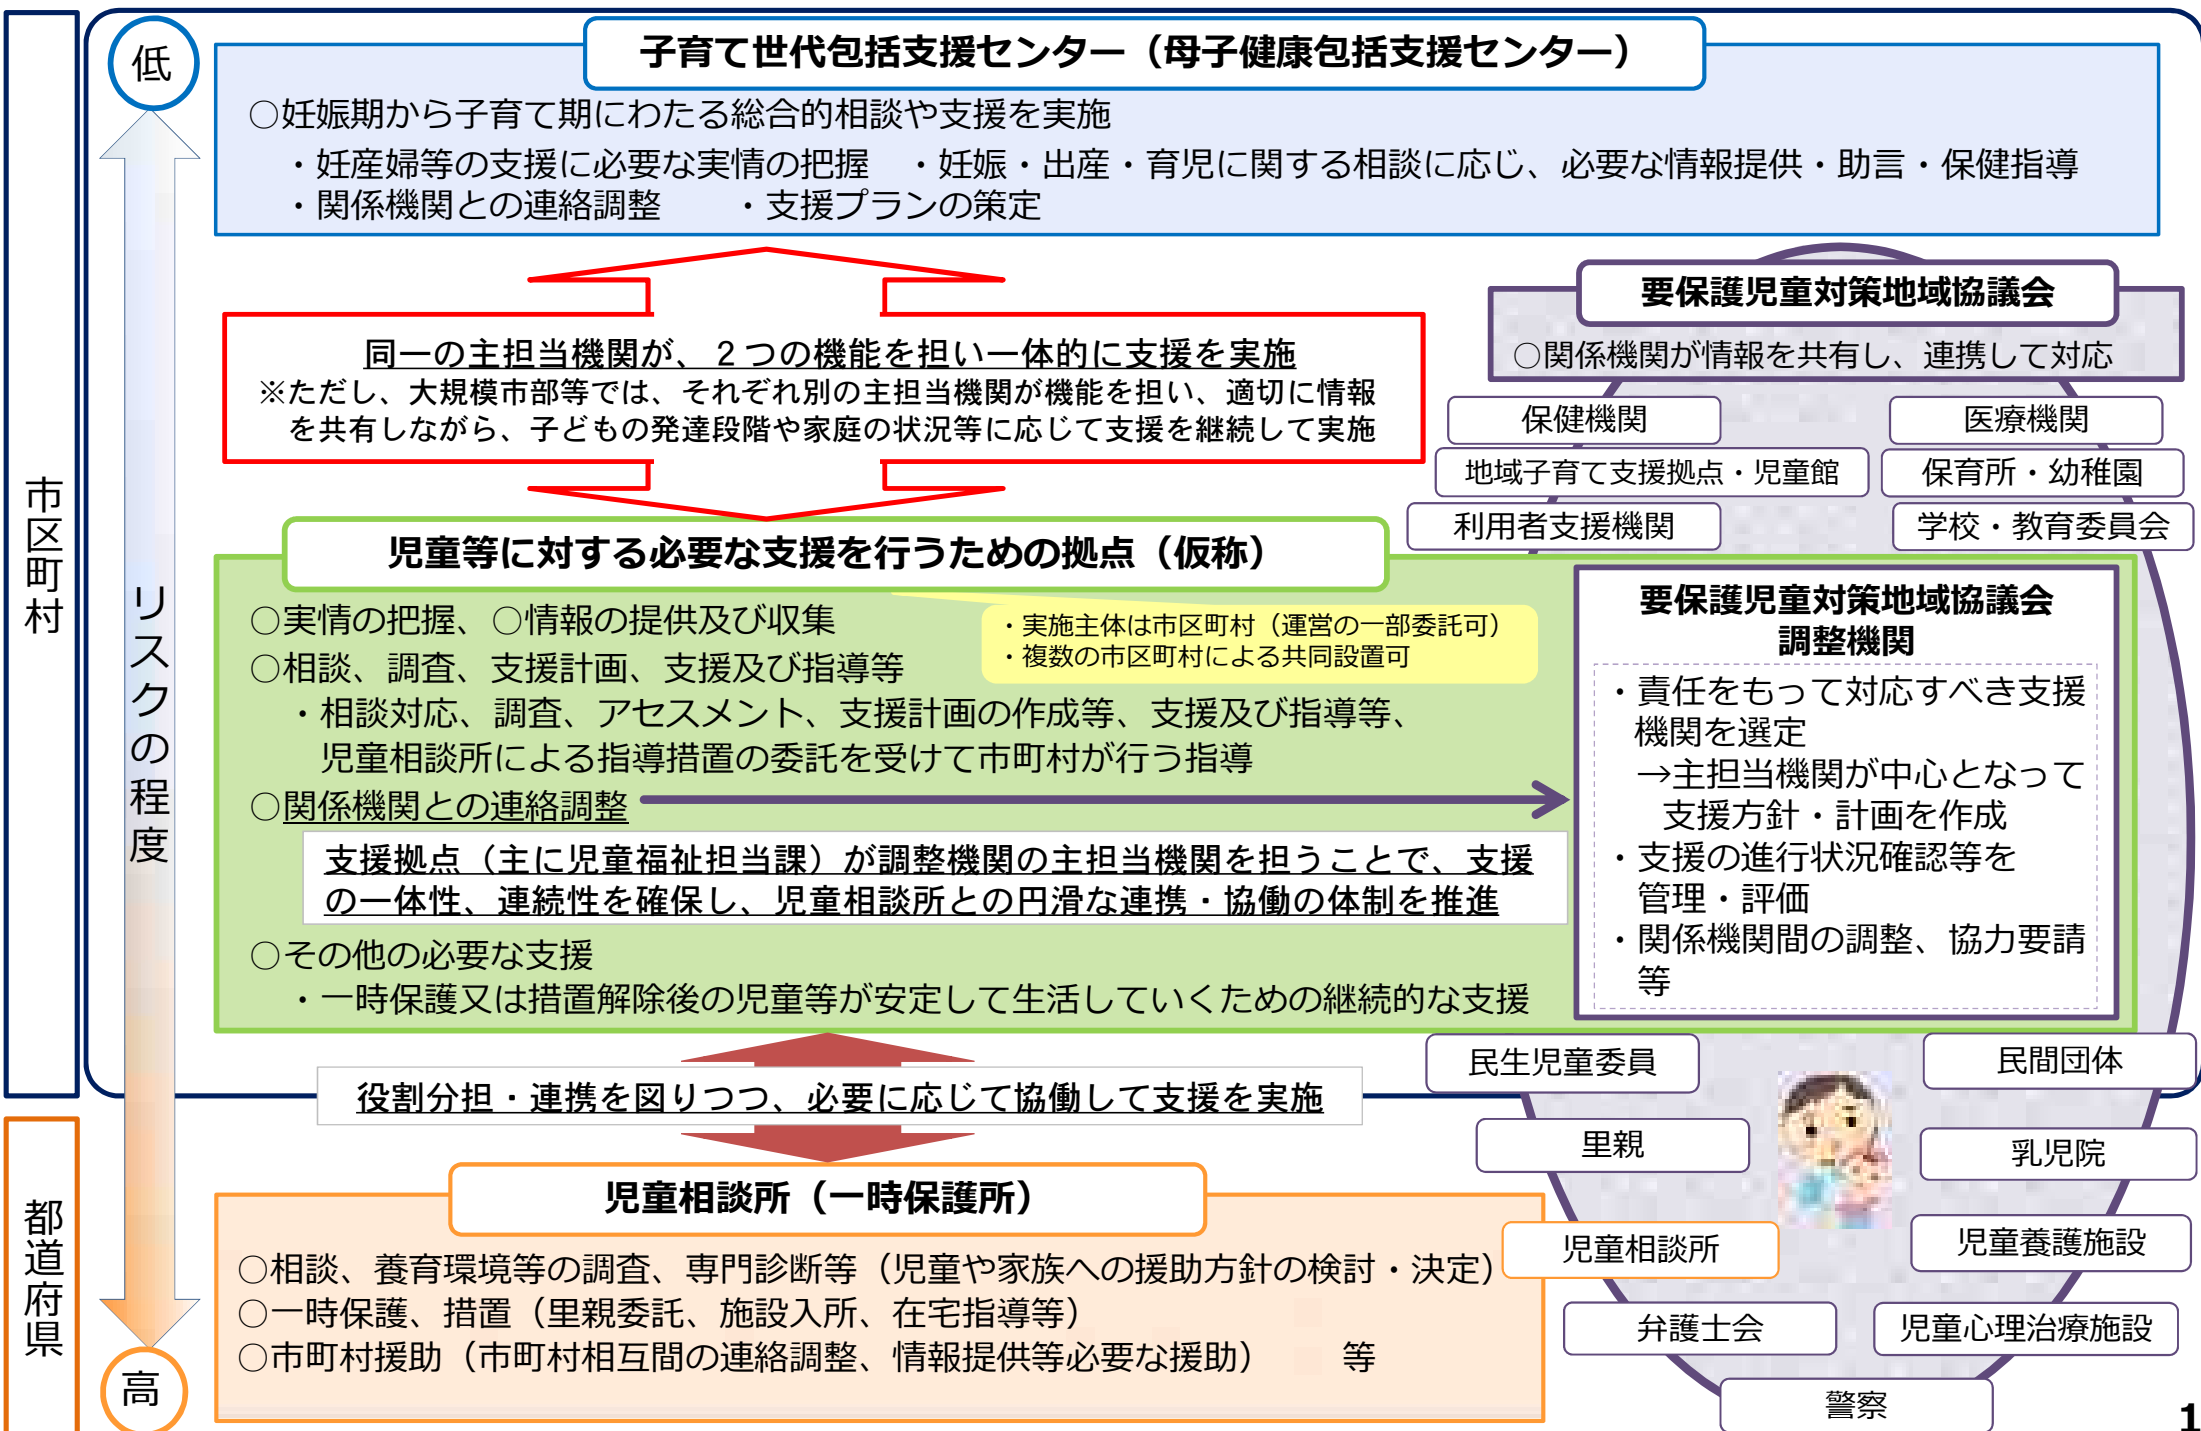 市区町村
都道府県
低
リスクの程度
高
子育て世代包括支援センター（母子健康包括支援センター）
○妊娠期から子育て期にわたる総合的相談や支援を実施
・妊産婦等の支援に必要な実情の把握　・妊娠・出産・育児に関する相談に応じ、必要な情報提供・助言・保健指導
・関係機関との連絡調整　　・支援プランの策定
同一の主担当機関が、２つの機能を担い一体的に支援を実施
※ただし、大規模市部等では、それぞれ別の主担当機関が機能を担い、適切に情報
を共有しながら、子どもの発達段階や家庭の状況等に応じて支援を継続して実施
児童等に対する必要な支援を行うための拠点（仮称）
○実情の把握、○情報の提供及び収集
○相談、調査、支援計画、支援及び指導等
・相談対応、調査、アセスメント、支援計画の作成等、支援及び指導等、
児童相談所による指導措置の委託を受けて市町村が行う指導
○関係機関との連絡調整
支援拠点（主に児童福祉担当課）が調整機関の主担当機関を担うことで、支援
の一体性、連続性を確保し、児童相談所との円滑な連携・協働の体制を推進
○その他の必要な支援
・一時保護又は措置解除後の児童等が安定して生活していくための継続的な支援
・実施主体は市区町村（運営の一部委託可）
・複数の市区町村による共同設置可
役割分担・連携を図りつつ、必要に応じて協働して支援を実施
児童相談所（一時保護所）
○相談、養育環境等の調査、専門診断等（児童や家族への援助方針の検討・決定）
○一時保護、措置（里親委託、施設入所、在宅指導等）
○市町村援助（市町村相互間の連絡調整、情報提供等必要な援助）　　等
要保護児童対策地域協議会
○関係機関が情報を共有し、連携して対応
保健機関
医療機関
地域子育て支援拠点・児童館
保育所・幼稚園
利用者支援機関
学校・教育委員会
要保護児童対策地域協議会
調整機関
・責任をもって対応すべき支援
機関を選定
→主担当機関が中心となって
支援方針・計画を作成
・支援の進行状況確認等を
管理・評価
・関係機関間の調整、協力要請
等
民生児童委員
民間団体
里親
乳児院
児童相談所
児童養護施設
弁護士会
児童心理治療施設
警察
1